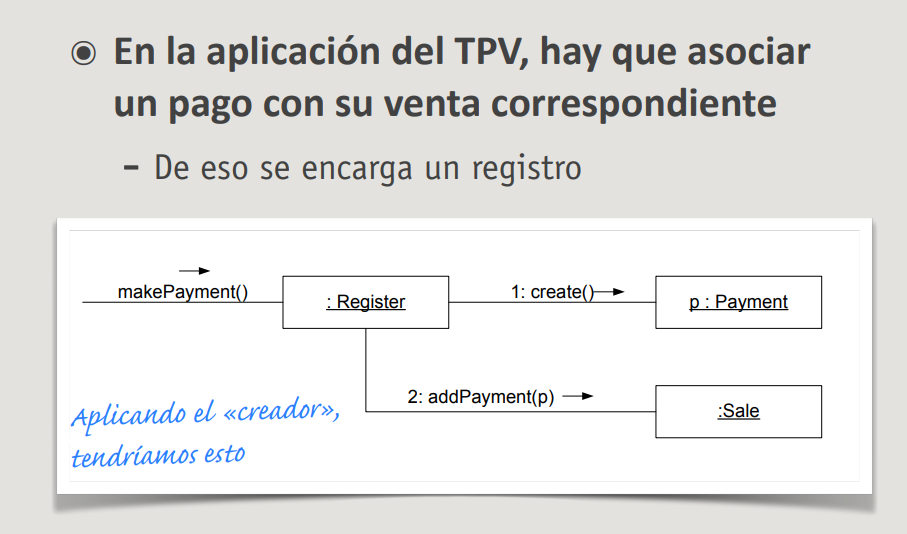 En la aplicación del TPV, hay que asociar
un pago con su venta correspondiente
– De eso se encarga un registro
makePayment()
: Register
1: create()
p : Payment
2: addPayment(p)
:Sale
Aplicando el «creador»,
tendríamos esto